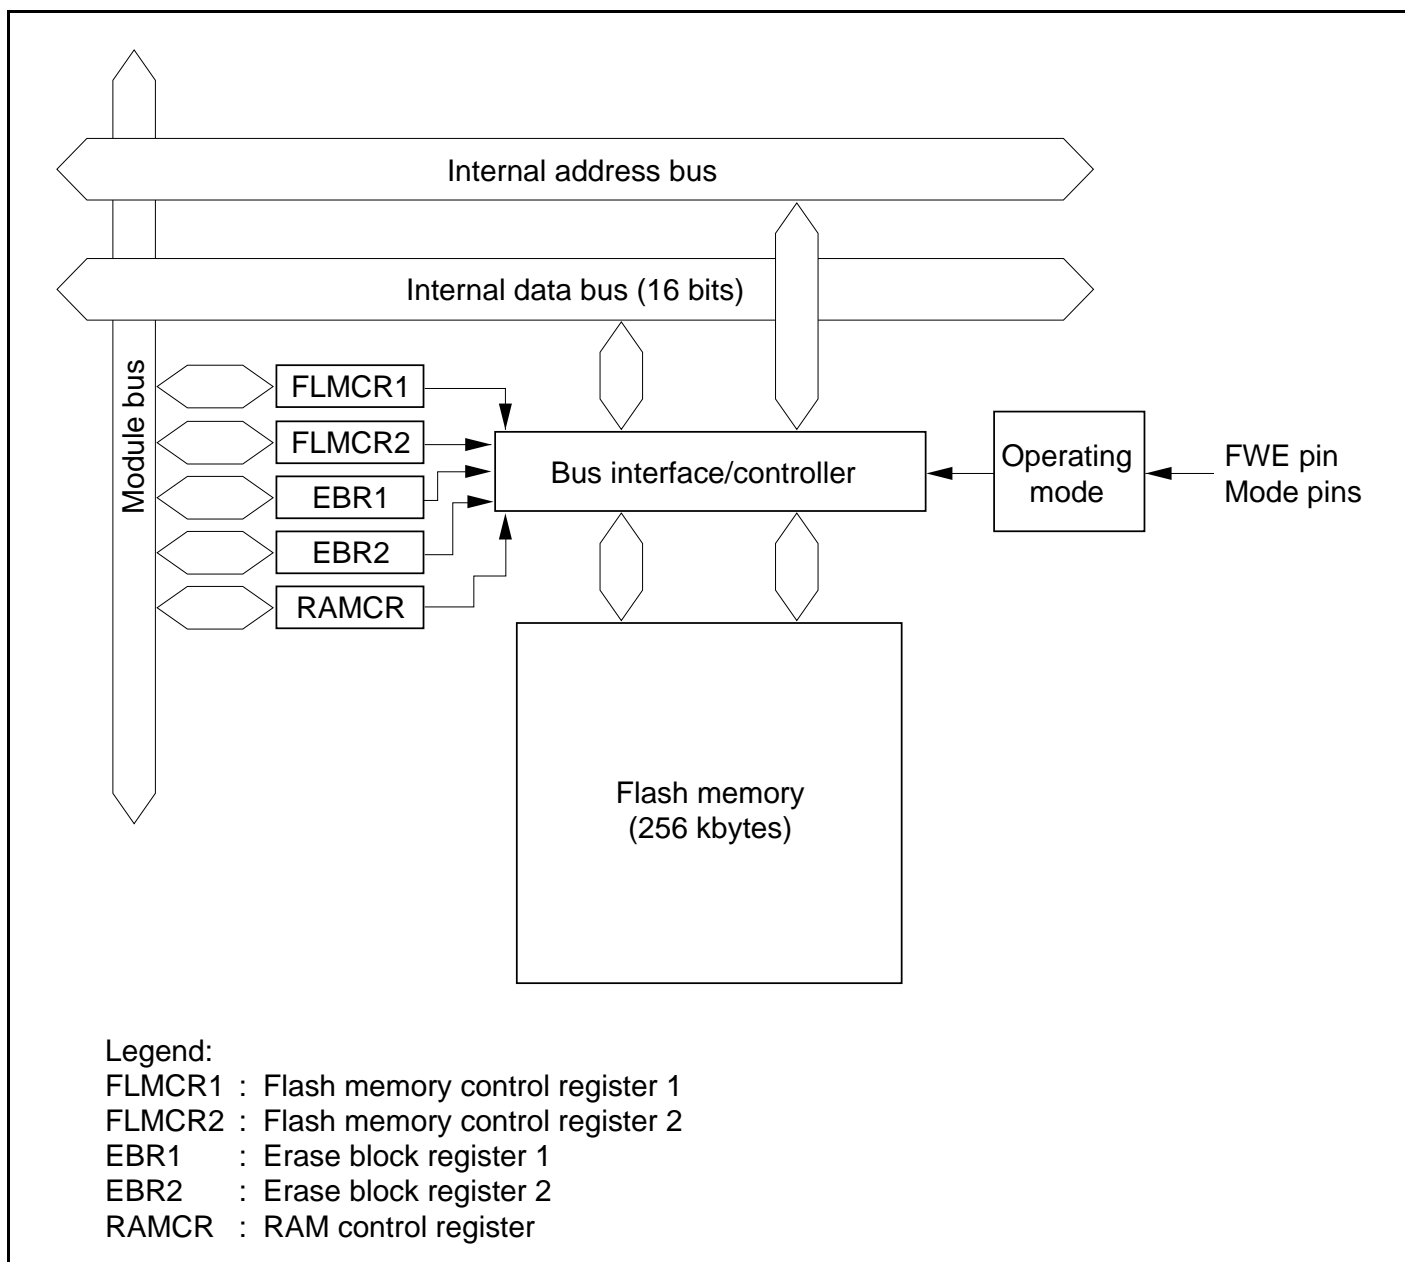 Internal address bus
Internal data bus (16 bits)
Module bus
FLMCR1
FLMCR2
EBR1
EBR2
RAMCR
Bus interface/controller
Operating
mode
FWE pin
Mode pins
Flash memory
(256 kbytes)
Legend:
FLMCR1 : Flash memory control register 1
FLMCR2 : Flash memory control register 2
EBR1 : Erase block register 1
EBR2 : Erase block register 2
RAMCR : RAM control register